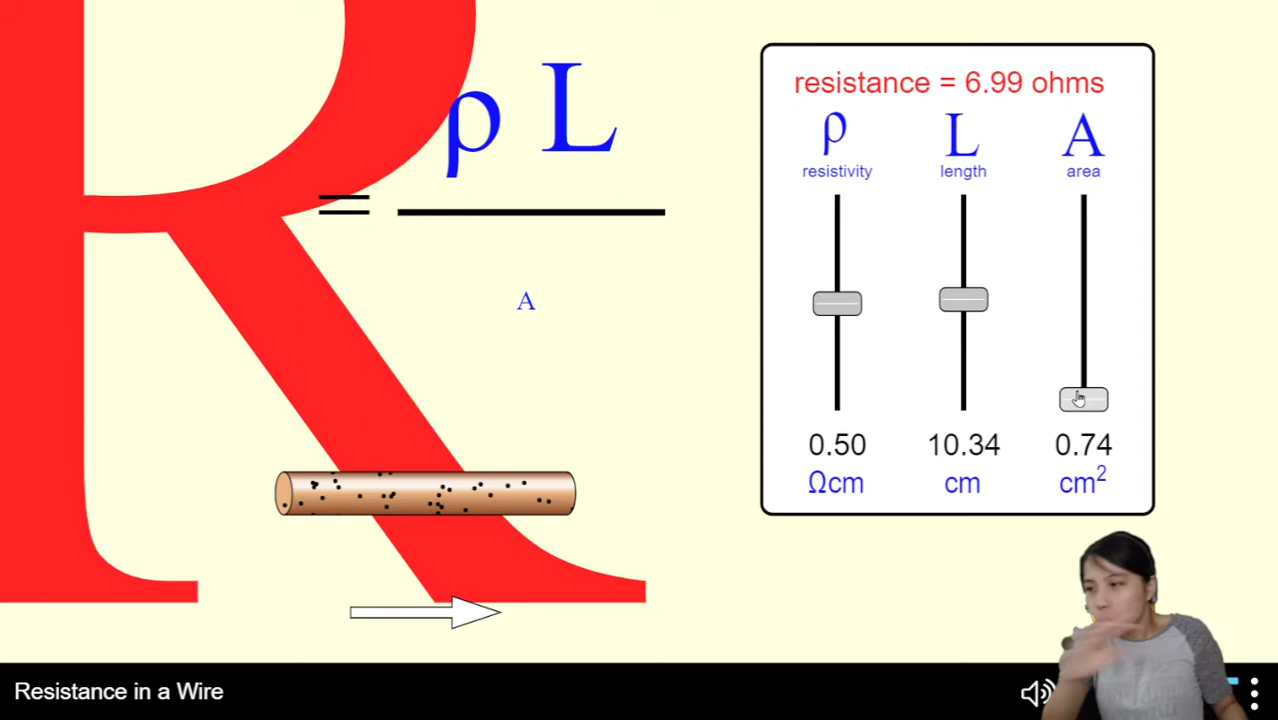 R = ρ L
A
resistance = 6.99 ohms
ρ L A
resistivity length area
0.50 10.34 0.74
Ωcm cm cm²
Resistance in a Wire